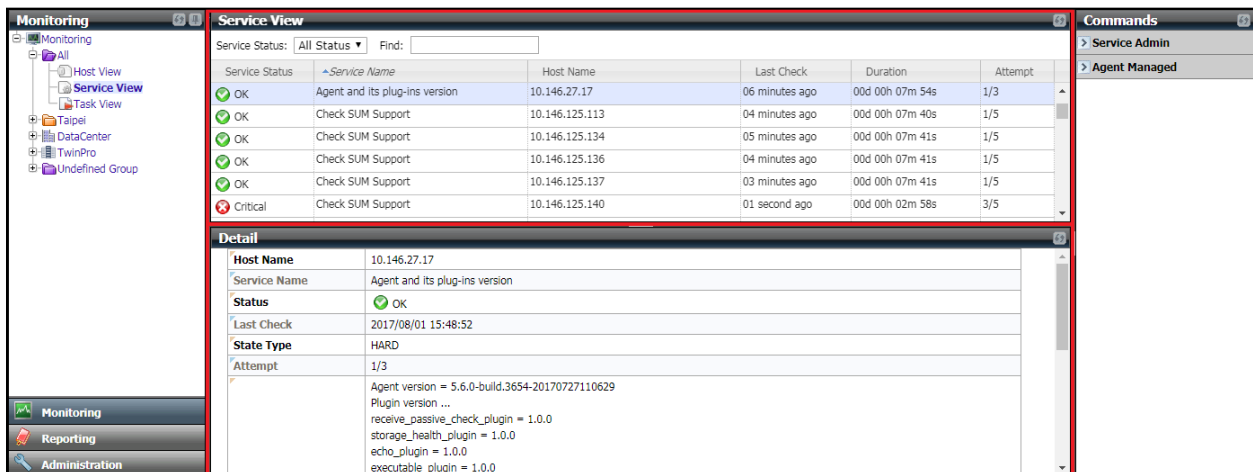 Monitoring
Monitoring
All
Host View
Service View
Task View
Taipei
DataCenter
TwinPro
Undefined Group
Monitoring
Reporting
Administration
Service View
Service Status: All Status Find:
Service Status Service Name Host Name Last Check Duration Attempt
OK Agent and its plug-ins version 10.146.27.17 06 minutes ago 00d 00h 07m 54s 1/3
OK Check SUM Support 10.146.125.113 04 minutes ago 00d 00h 07m 40s 1/5
OK Check SUM Support 10.146.125.134 05 minutes ago 00d 00h 07m 41s 1/5
OK Check SUM Support 10.146.125.136 04 minutes ago 00d 00h 07m 41s 1/5
OK Check SUM Support 10.146.125.137 03 minutes ago 00d 00h 07m 41s 1/5
Critical Check SUM Support 10.146.125.140 01 second ago 00d 00h 02m 58s 3/5
Detail
Host Name 10.146.27.17
Service Name Agent and its plug-ins version
Status OK
Last Check 2017/08/01 15:48:52
State Type HARD
Attempt 1/3
Agent version = 5.6.0-build.3654-20170727110629
Plugin version ...
receive_passive_check_plugin = 1.0.0
storage_health_plugin = 1.0.0
echo_plugin = 1.0.0
executable_plugin = 1.0.0
Commands
Service Admin
Agent Managed